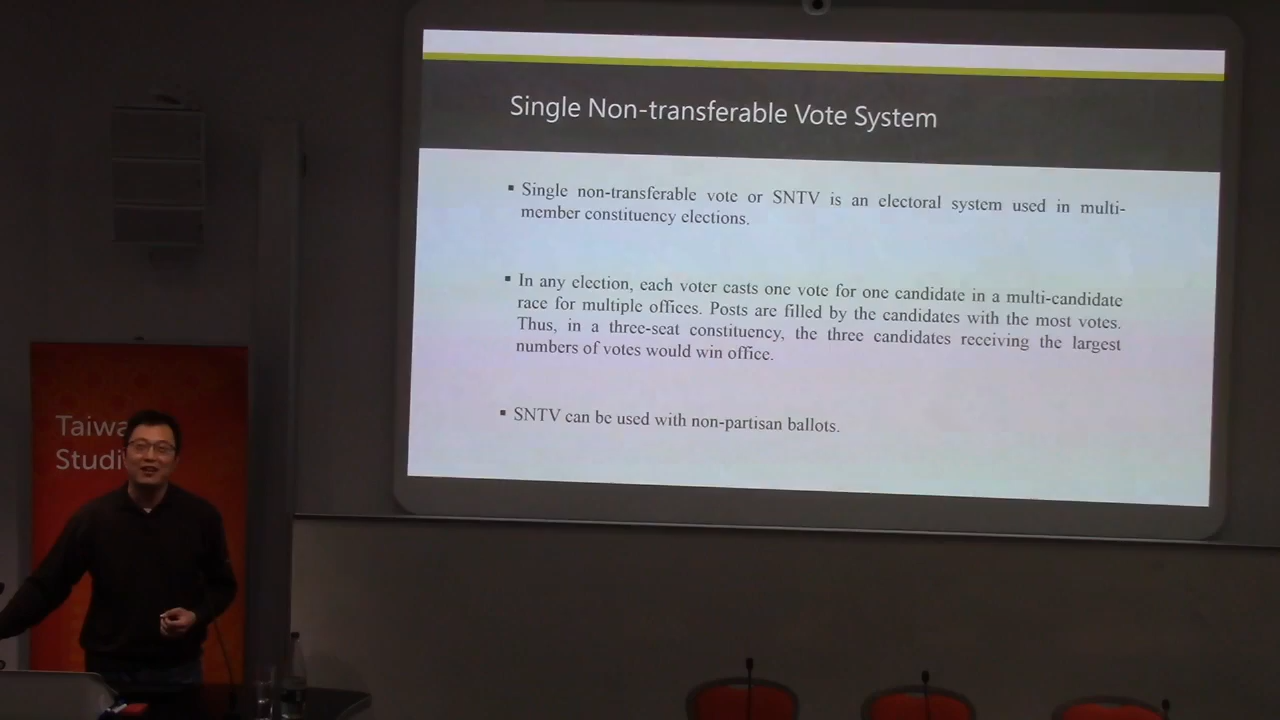 Single Non-transferable Vote System
▪ Single non-transferable vote or SNTV is an electoral system used in multi-
member constituency elections.
▪ In any election, each voter casts one vote for one candidate in a multi-candidate
race for multiple offices. Posts are filled by the candidates with the most votes.
Thus, in a three-seat constituency, the three candidates receiving the largest
numbers of votes would win office.
▪ SNTV can be used with non-partisan ballots.
Taiwa
Studi